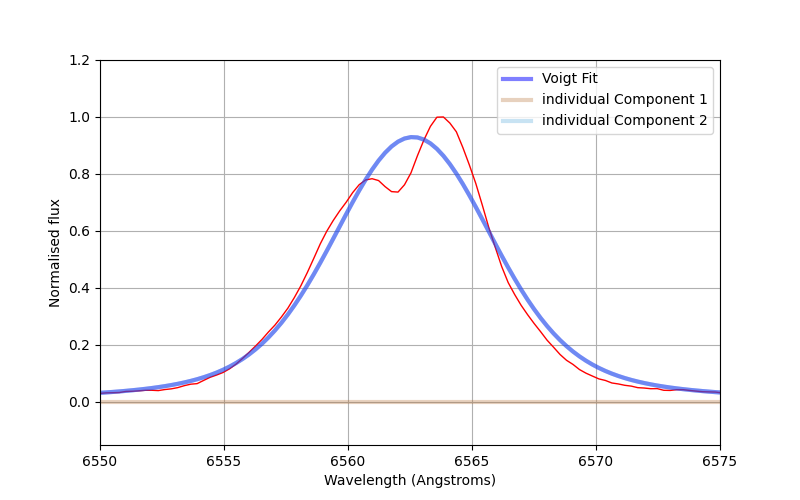 1.2
1.0
0.8
0.6
0.4
0.2
0.0
Normalised flux
Voigt Fit
individual Component 1
individual Component 2
6550 6555 6560 6565 6570 6575
Wavelength (Angstroms)